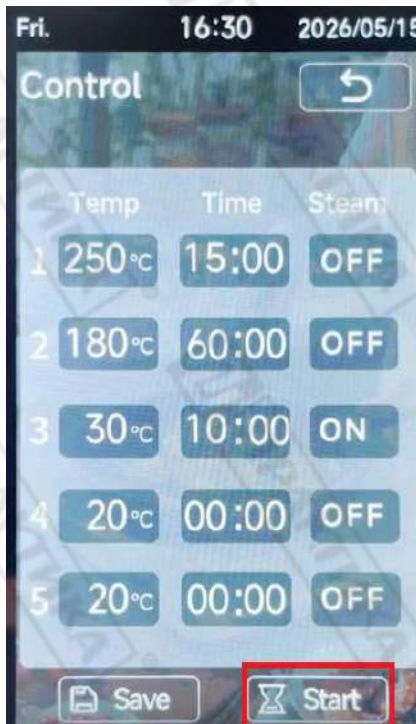 Fri. 16:30 2026/05/15
Control
Temp Time Steam
1 250°C 15:00 OFF
2 180°C 60:00 OFF
3 30°C 10:00 ON
4 20°C 00:00 OFF
5 20°C 00:00 OFF
Save Start